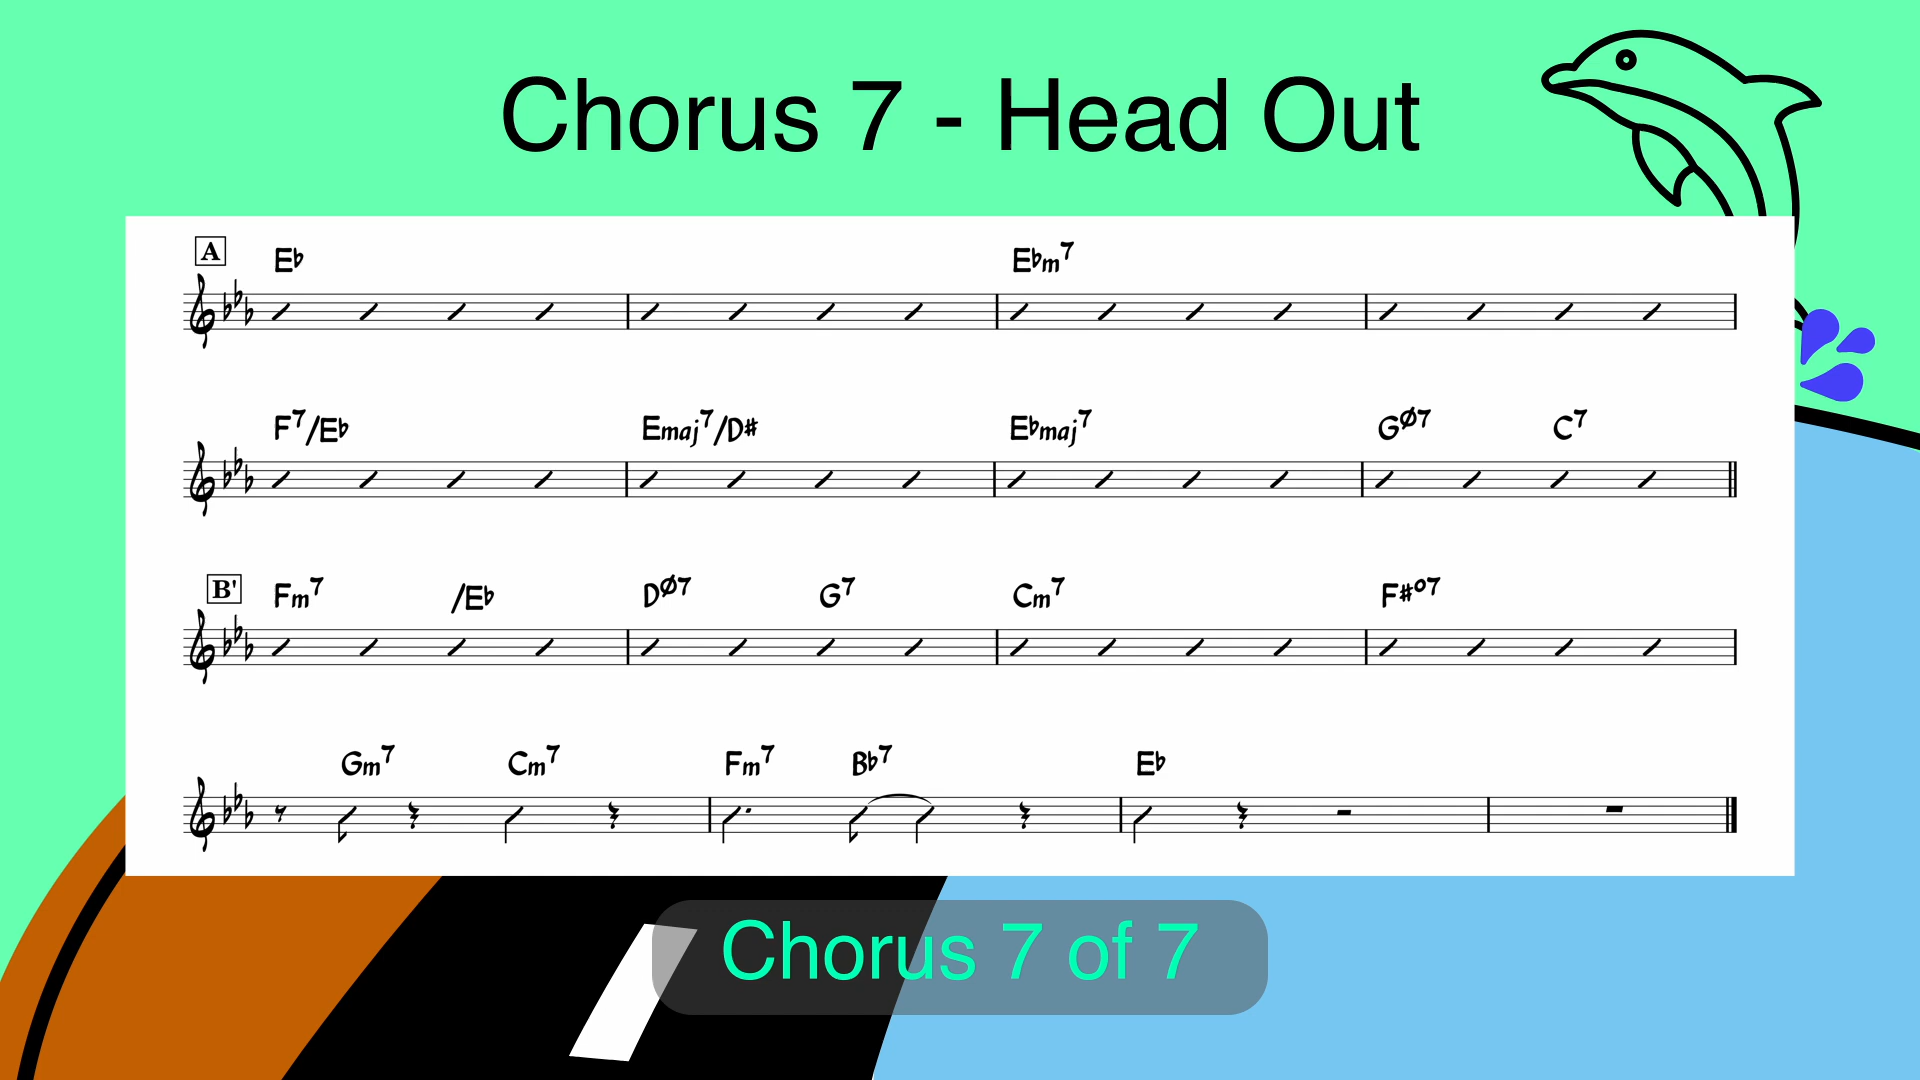 Chorus 7 - Head Out
A
E♭ E♭m7
F7/E♭ Emaj7/D# E♭maj7 Gø7 C7
B'
Fm7 /E♭ Dø7 G7 Cm7 F#o7
Gm7 Cm7 Fm7 B♭7 E♭
Chorus 7 of 7